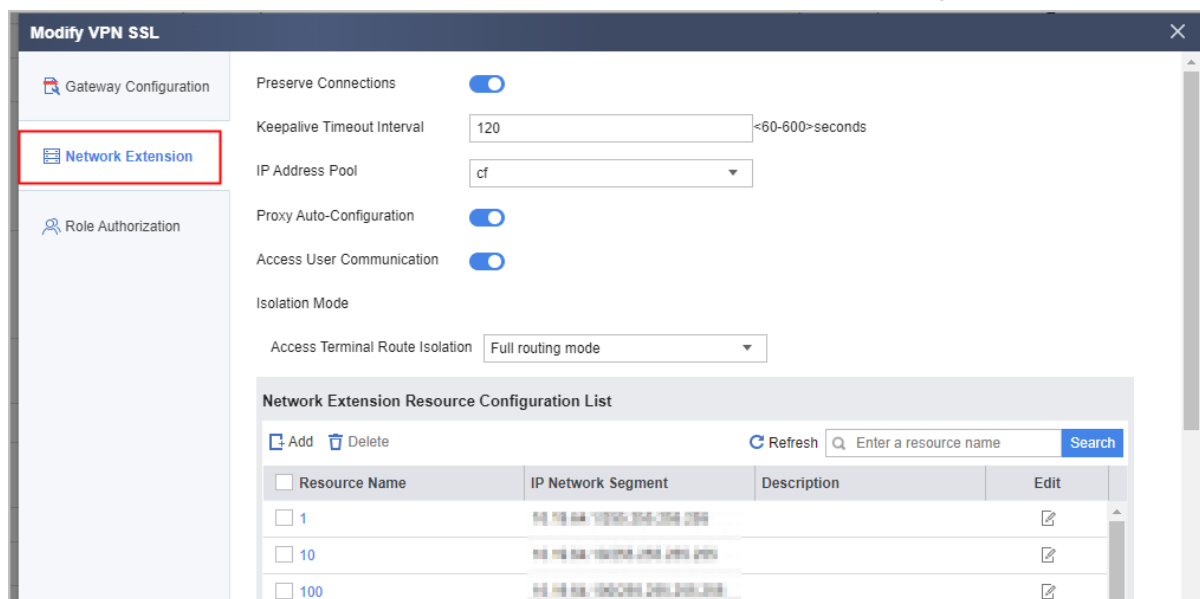 Modify VPN SSL
Gateway Configuration
Network Extension
Role Authorization
Preserve Connections
Keepalive Timeout Interval 120 <60-600>seconds
IP Address Pool cf
Proxy Auto-Configuration
Access User Communication
Isolation Mode
Access Terminal Route Isolation Full routing mode
Network Extension Resource Configuration List
Add Delete Refresh Enter a resource name Search
Resource Name IP Network Segment Description Edit
1
10
100